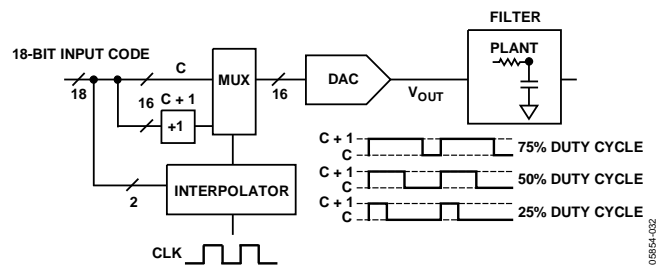 FILTER
18-BIT INPUT CODE
PLANT
C
MUX
DAC
18
16
C + 1
16
V_OUT
+1
C + 1
C
75% DUTY CYCLE
INTERPOLATOR
C + 1
C
50% DUTY CYCLE
2
C + 1
C
25% DUTY CYCLE
CLK
05854-032